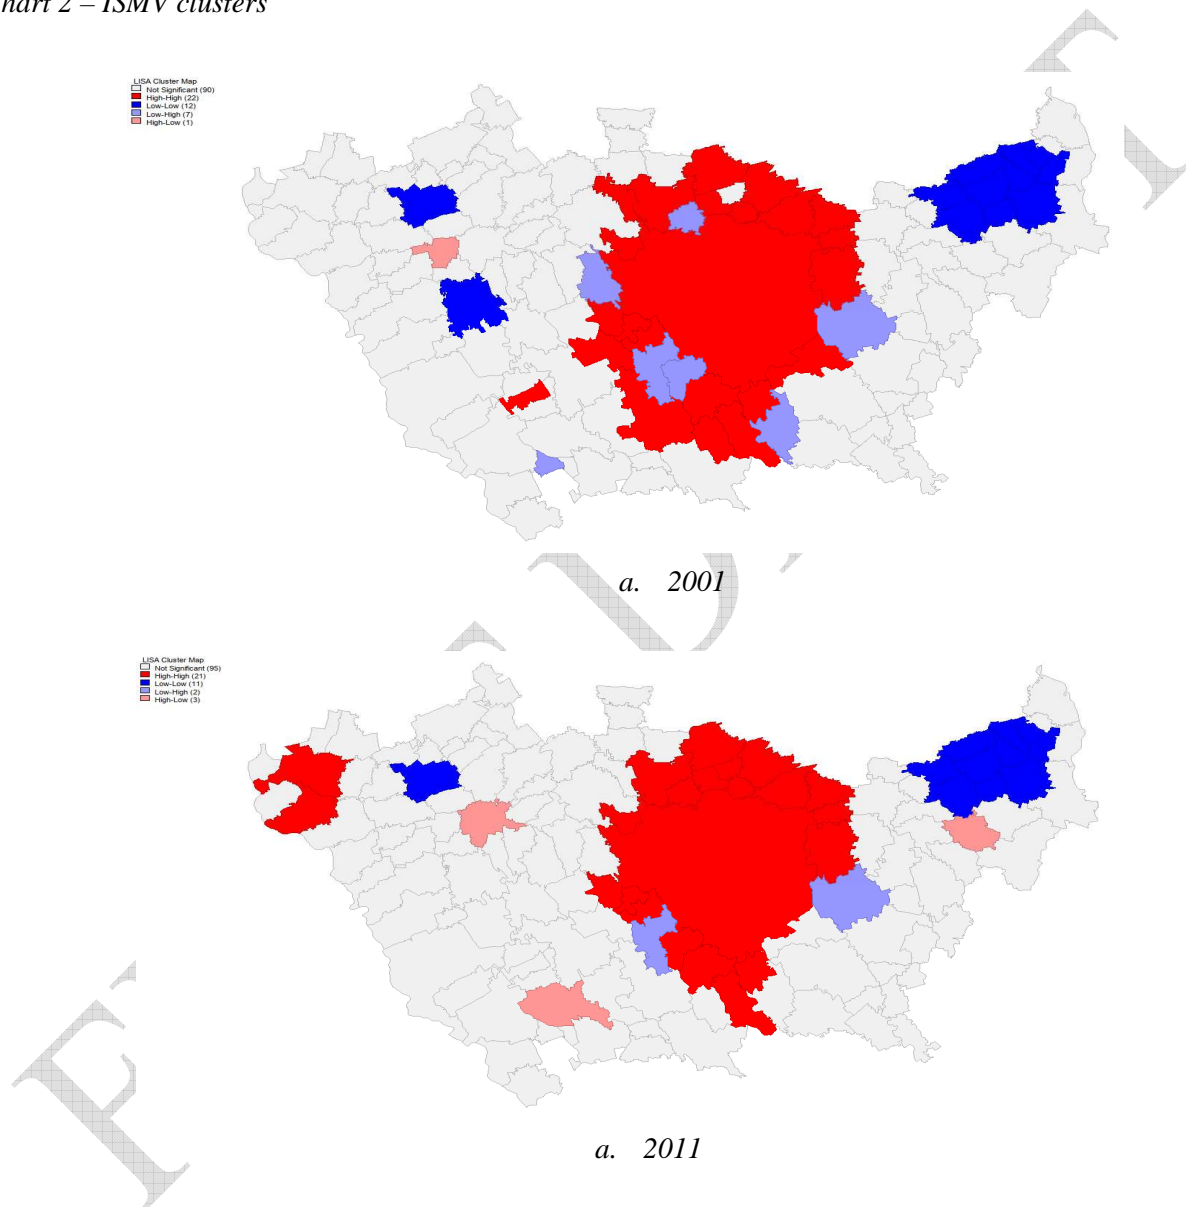 hart 2 – ISMV clusters
LISA Cluster Map
Not Significant (90)
High-High (22)
Low-Low (12)
Low-High (7)
High-Low (1)
a. 2001
LISA Cluster Map
Not Significant (95)
High-High (21)
Low-Low (11)
Low-High (2)
High-Low (3)
a. 2011